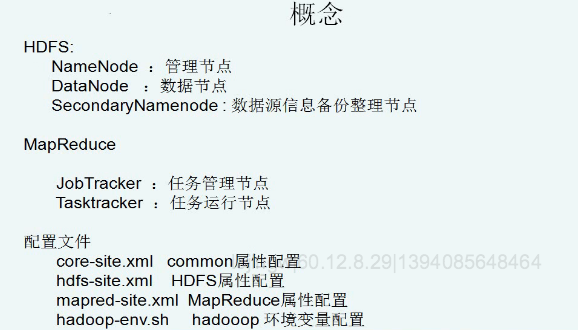 概念
HDFS:
NameNode ：管理节点
DataNode ：数据节点
SecondaryNamenode : 数据源信息备份整理节点
MapReduce
JobTracker ：任务管理节点
Tasktracker ：任务运行节点
配置文件
core-site.xml common属性配置
60.12.8.29|1394085648464
hdfs-site.xml HDFS属性配置
mapred-site.xml MapReduce属性配置
hadoop-env.sh hadooop 环境变量配置